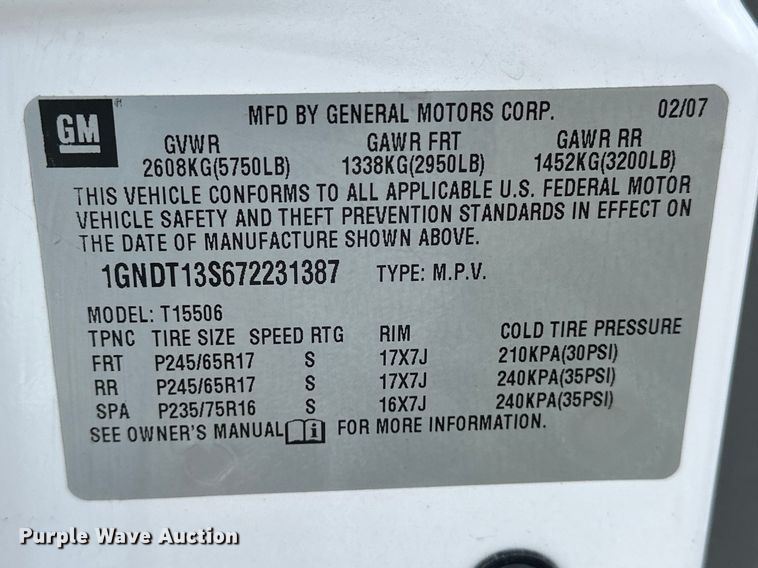 GM
MFD BY GENERAL MOTORS CORP. 02/07
GVWR GAWR FRT GAWR RR
2608KG(5750LB) 1338KG(2950LB) 1452KG(3200LB)
THIS VEHICLE CONFORMS TO ALL APPLICABLE U.S. FEDERAL MOTOR
VEHICLE SAFETY AND THEFT PREVENTION STANDARDS IN EFFECT ON
THE DATE OF MANUFACTURE SHOWN ABOVE.
1GNDT13S672231387 TYPE: M.P.V.
MODEL: T15506
TPNC TIRE SIZE SPEED RTG RIM COLD TIRE PRESSURE
FRT P245/65R17 S 17X7J 210KPA(30PSI)
RR P245/65R17 S 17X7J 240KPA(35PSI)
SPA P235/75R16 S 16X7J 240KPA(35PSI)
SEE OWNER'S MANUAL i FOR MORE INFORMATION.
Purple Wave Auction